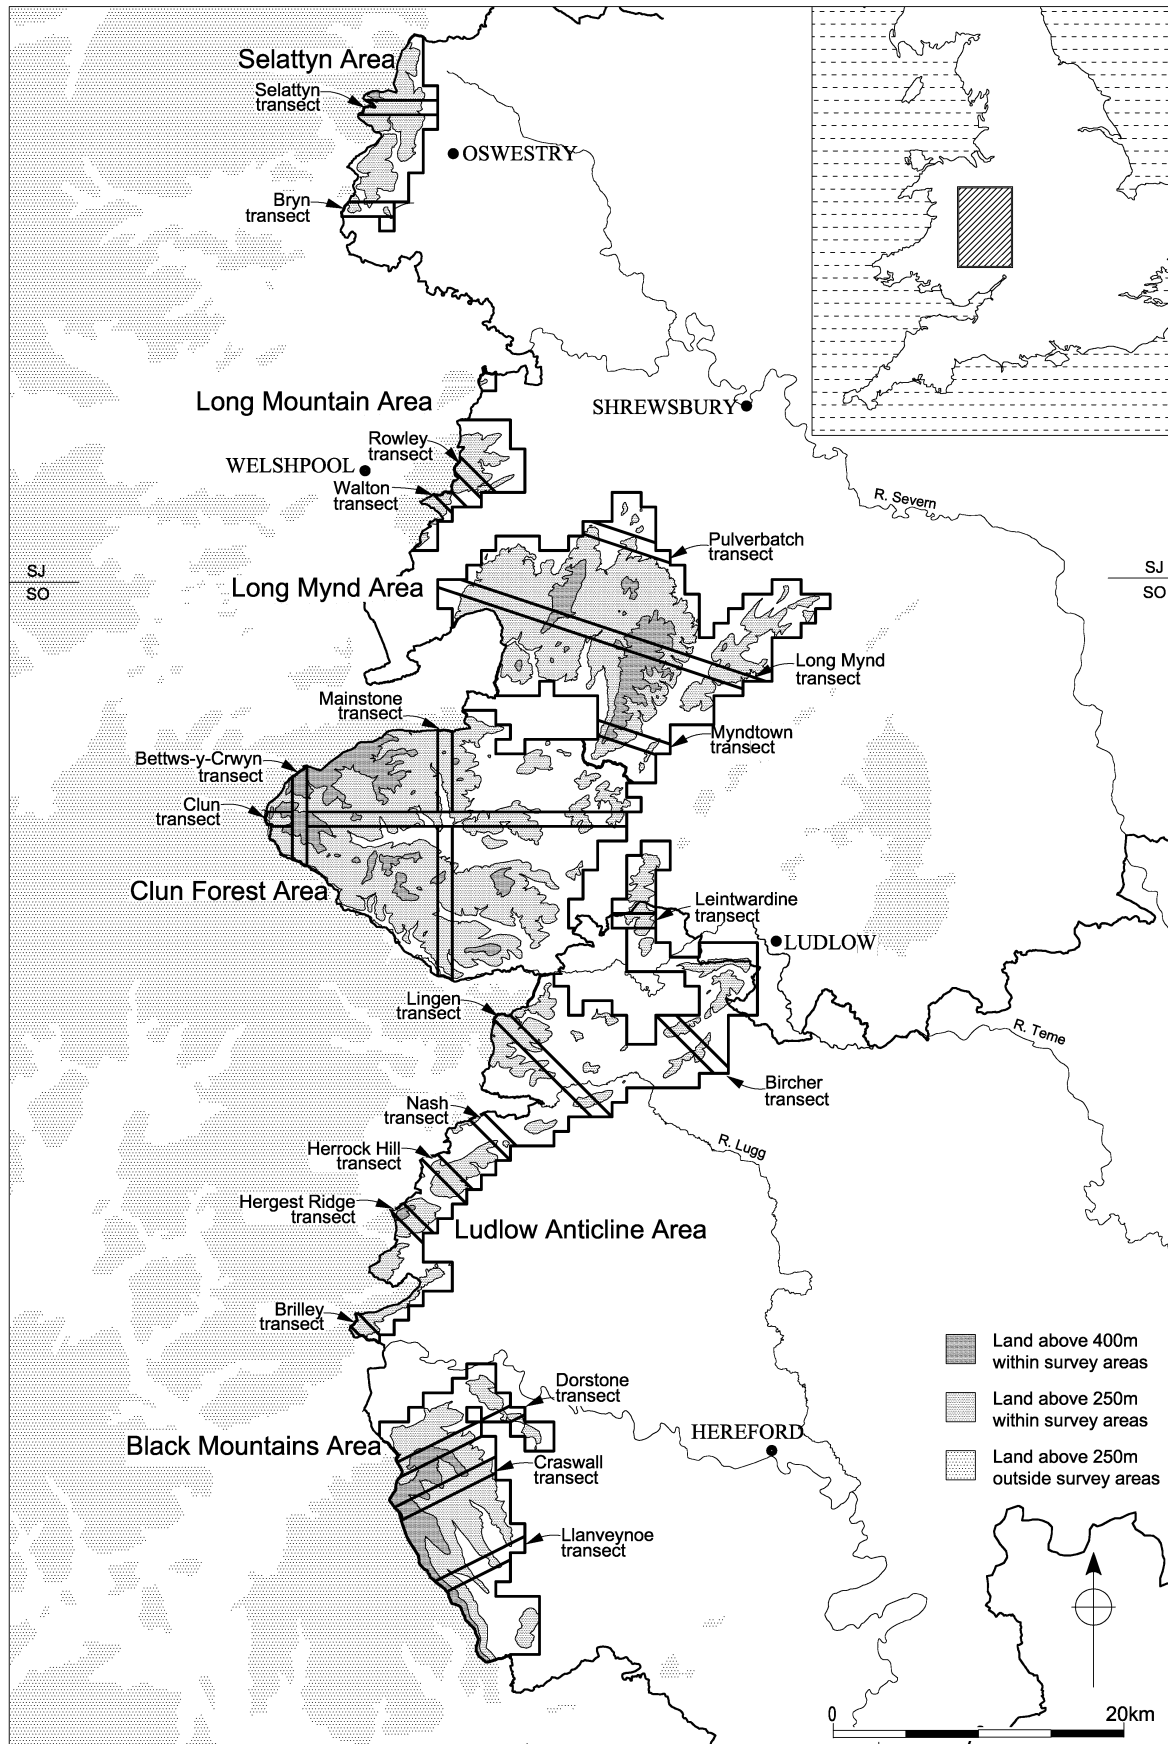 Selattyn Area
Selattyn
transect
OSWESTRY
Bryn
transect
Long Mountain Area
SHREWSBURY
Rowley
transect
WELSHPOOL
Walton
transect
R. Severn
Pulverbatch
transect
SJ
SO
SJ
SO
Long Mynd Area
Long Mynd
transect
Mainstone
transect
Myndtown
transect
Bettws-y-Crwyn
transect
Clun
transect
Clun Forest Area
Leintwardine
transect
LUDLOW
Lingen
transect
R. Teme
Bircher
transect
Nash
transect
R. Lugg
Herrock Hill
transect
Hergest Ridge
transect
Ludlow Anticline Area
Brilley
transect
Land above 400m
within survey areas
Dorstone
transect
Land above 250m
within survey areas
HEREFORD
Black Mountains Area
Craswall
transect
Land above 250m
outside survey areas
Llanveynoe
transect
0
20km